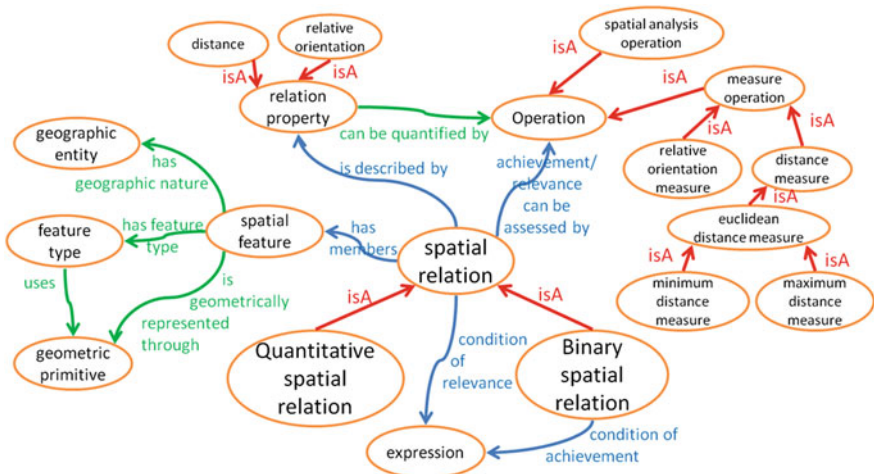 distance
relative
orientation
spatial analysis
operation
isA
isA
isA
measure
operation
isA
relation
property
Operation
can be quantified by
geographic
entity
has
geographic nature
is described by
achievement/
relevance
can be
assessed by
relative
orientation
measure
isA
isA
distance
measure
isA
feature
type
has feature
type
spatial
feature
has
members
spatial
relation
euclidean
distance measure
isA
isA
uses
is
geometrically
represented
through
isA
isA
minimum
distance
measure
maximum
distance
measure
geometric
primitive
Quantitative
spatial
relation
condition
of
relevance
Binary
spatial
relation
expression
condition of
achievement